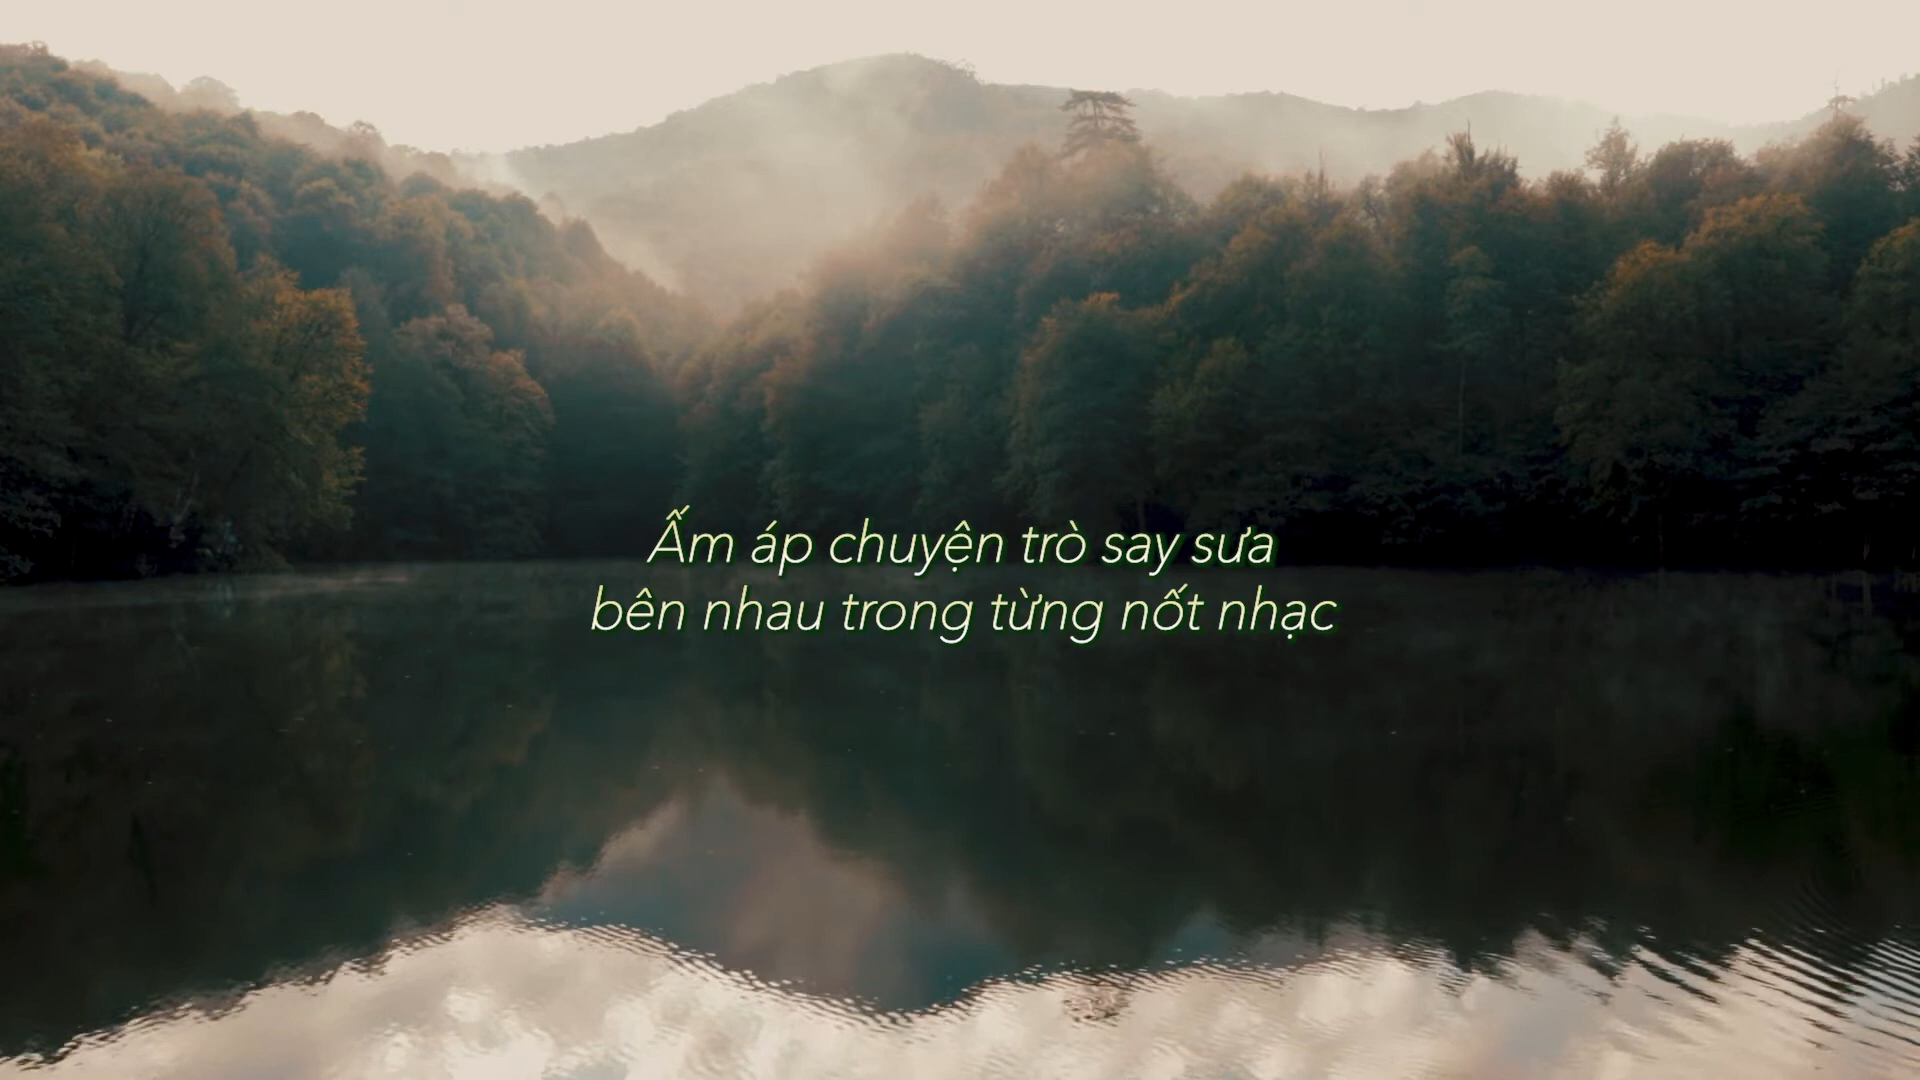 Ấm áp chuyện trò say sưa
bên nhau trong từng nốt nhạc